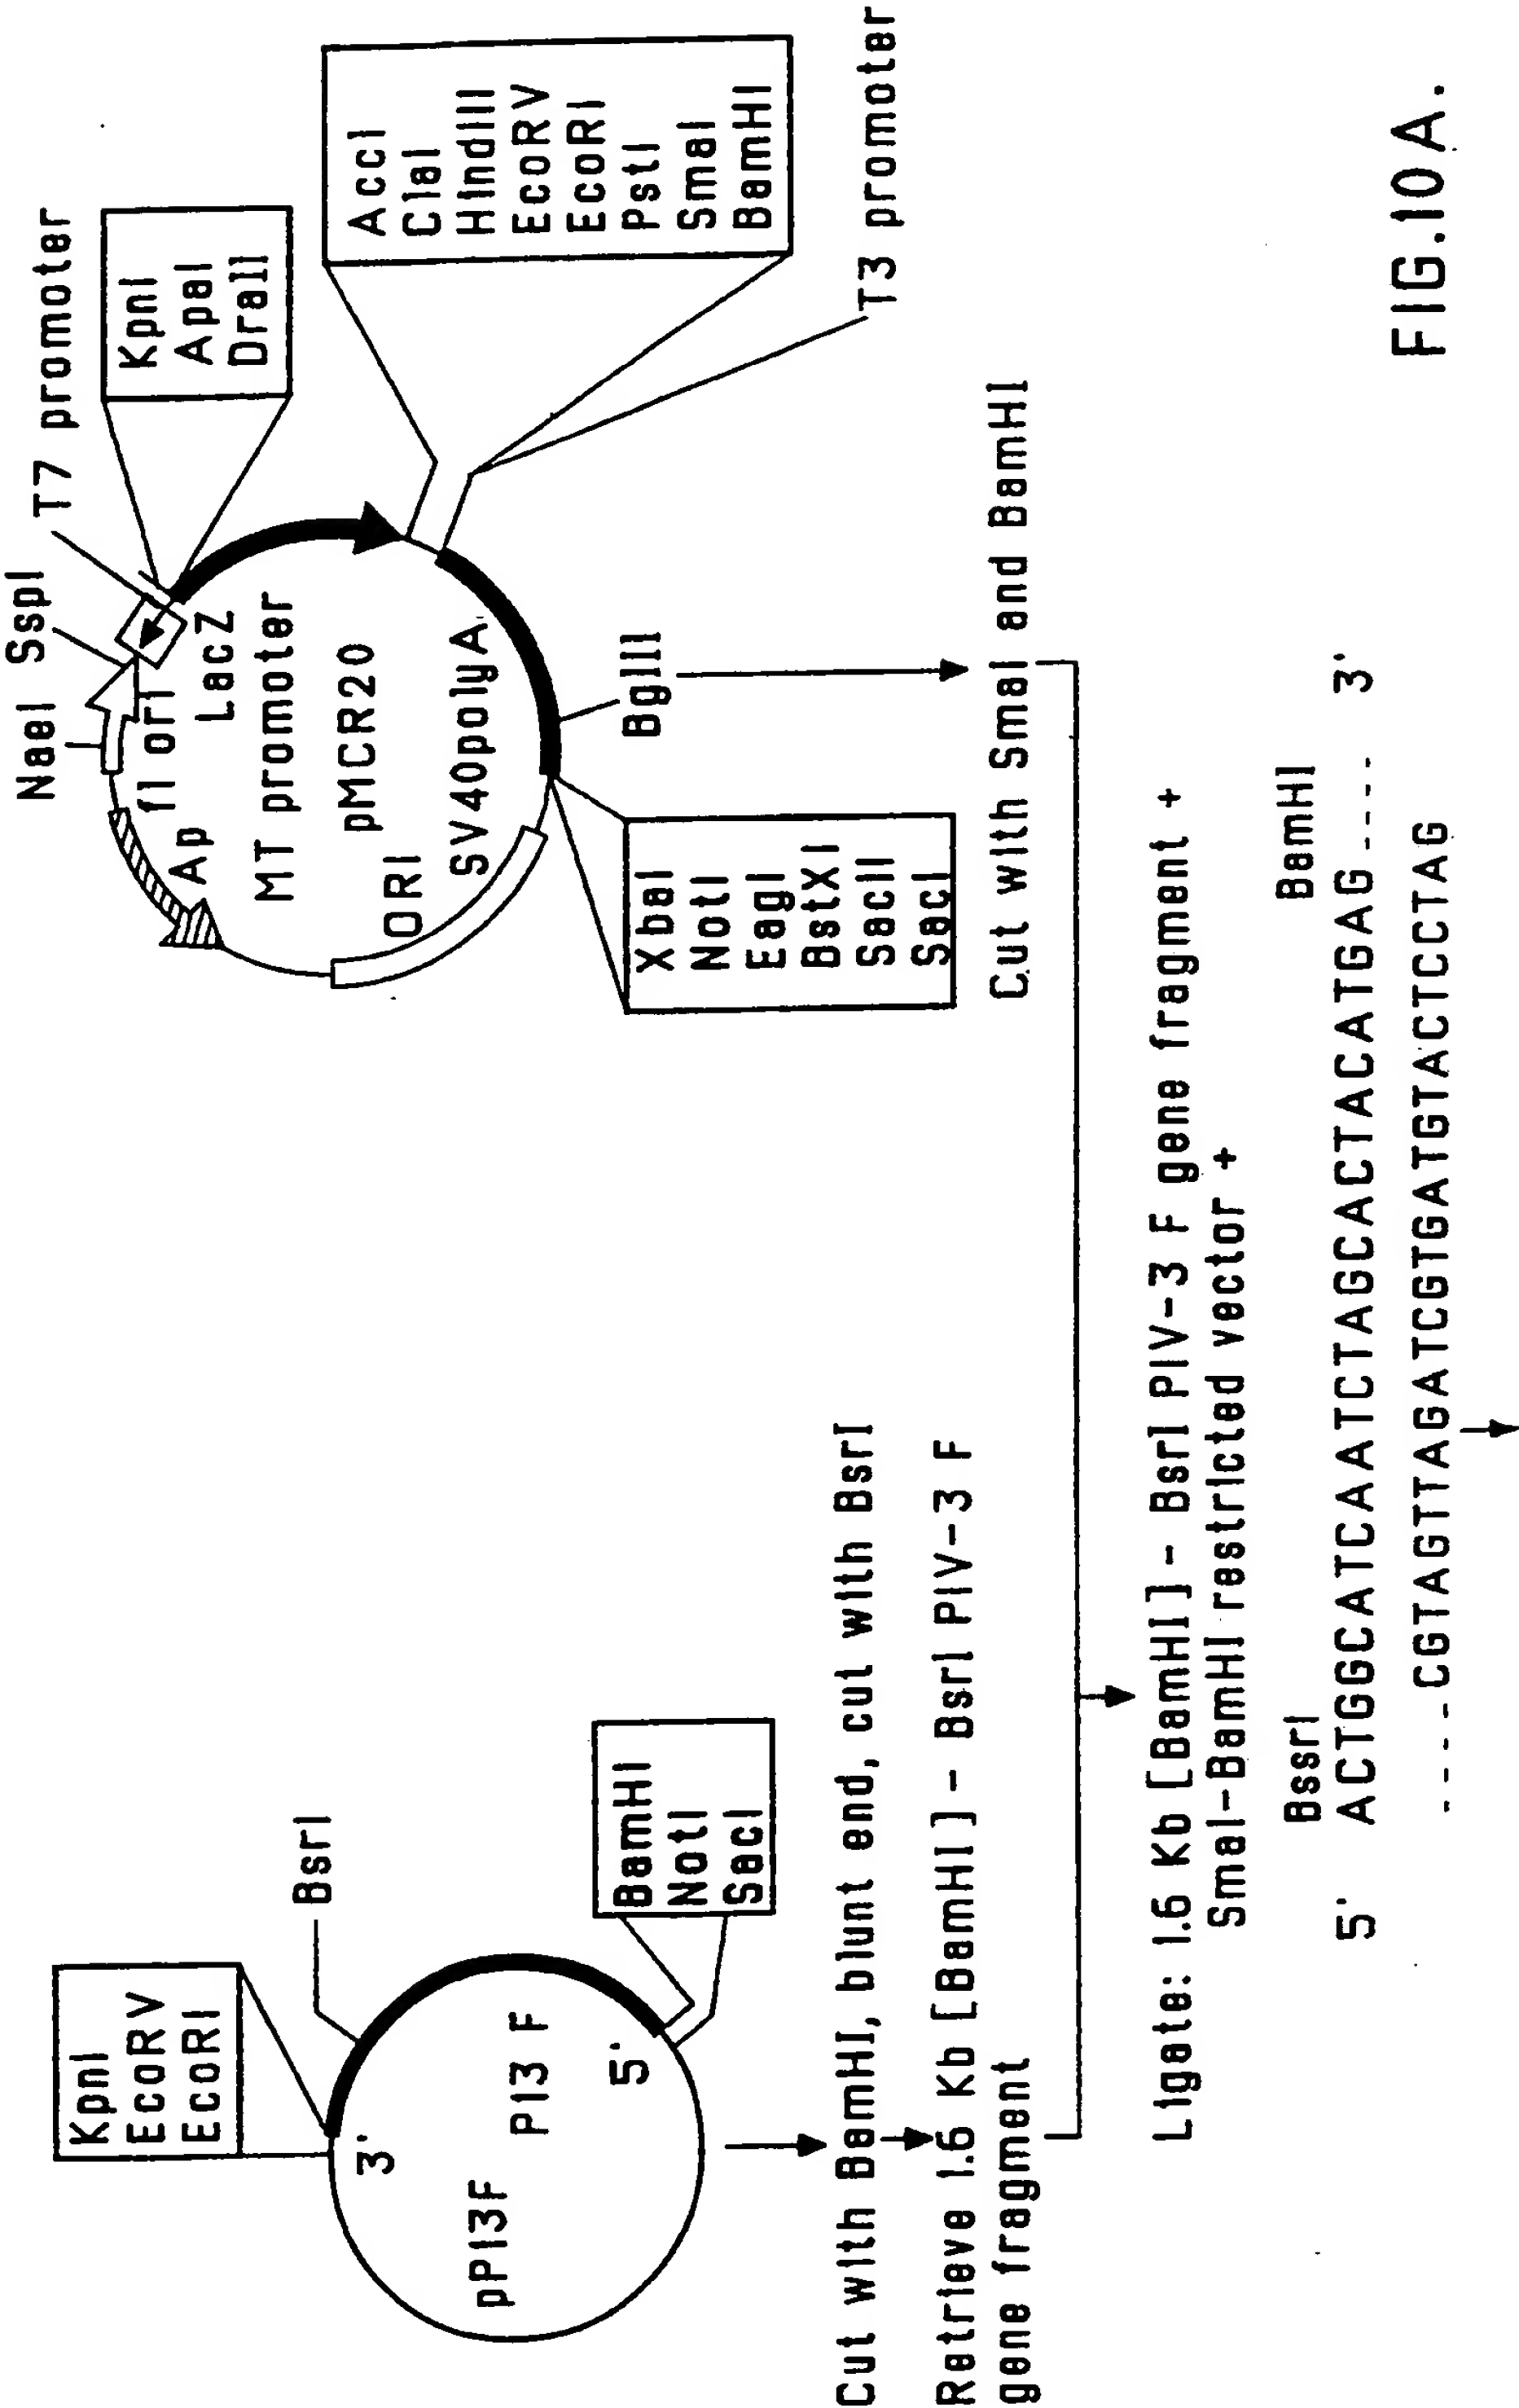 KpnI
EcoRV
EcoRI
BsrI
3'
pPI3F
PI3 F
5'
BamHI
NotI
SacI
Cut with BamHI, blunt end, cut with BsrI
Retrieve 1.6 Kb [BamHI] - BsrI PIV-3 F
gene fragment
NaeI
SspI
T7 promoter
KpnI
ApaI
DraII
f1 ori
Ap
LacZ
MT promoter
pMCR20
ORI
SV40polyA
AccI
ClaI
HindIII
EcoRV
EcoRI
PstI
SmaI
BamHI
T3 promoter
BglII
XbaI
NotI
EagI
BstXI
SacII
SacI
Cut with SmaI and BamHI
Ligate: 1.6 Kb [BamHI] - BsrI PIV-3 F gene fragment +
SmaI-BamHI restricted vector +
BssrI
BamHI
5' ACTGGCATCAATCTAGCACTACATGAG---- 3'
----CGTAGTTAGATCGTGATGTACTCCTAG
FIG.10A.